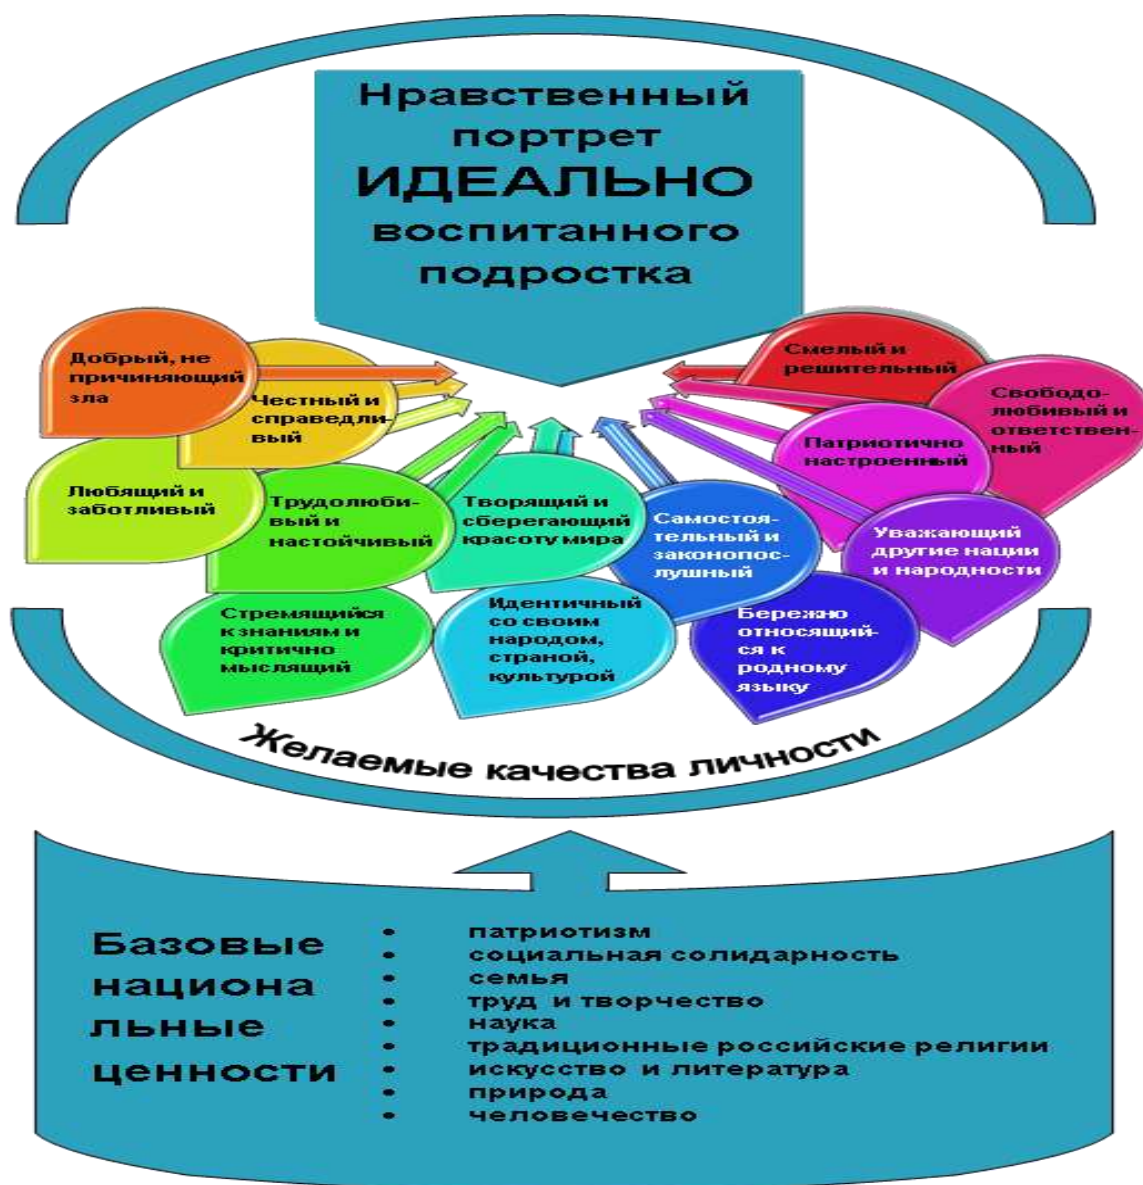 Нравственный
портрет
ИДЕАЛЬНО
воспитанного
подростка
Добрый, не
причиняющий
зла
Честный и
справедли-
вый
Любящий и
заботливый
Трудолюби-
вый и
настойчивый
Стремящийся
к знаниям и
критично
мыслящий
Творящий и
сберегающий
красоту мира
Идентичный
со своим
народом,
страной,
культурой
Самостоя-
тельный и
законопос-
лушный
Бережно
относящий-
ся к
родному
языку
Уважающий
другие нации
и народности
Патриотично
настроенный
Свободо-
любивый и
ответствен-
ный
Смелый и
решительный
Желаемые качества личности
Базовые
национа
льные
ценности
• патриотизм
• социальная солидарность
• семья
• труд и творчество
• наука
• традиционные российские религии
• искусство и литература
• природа
• человечество